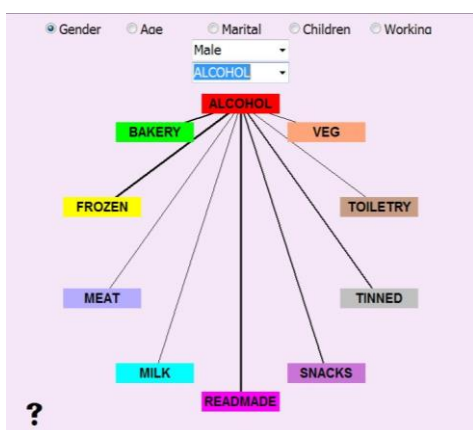 Gender Age Marital Children Working
Male
ALCOHOL
ALCOHOL
BAKERY VEG
FROZEN TOILETRY
MEAT TINNED
MILK SNACKS
READMADE
?